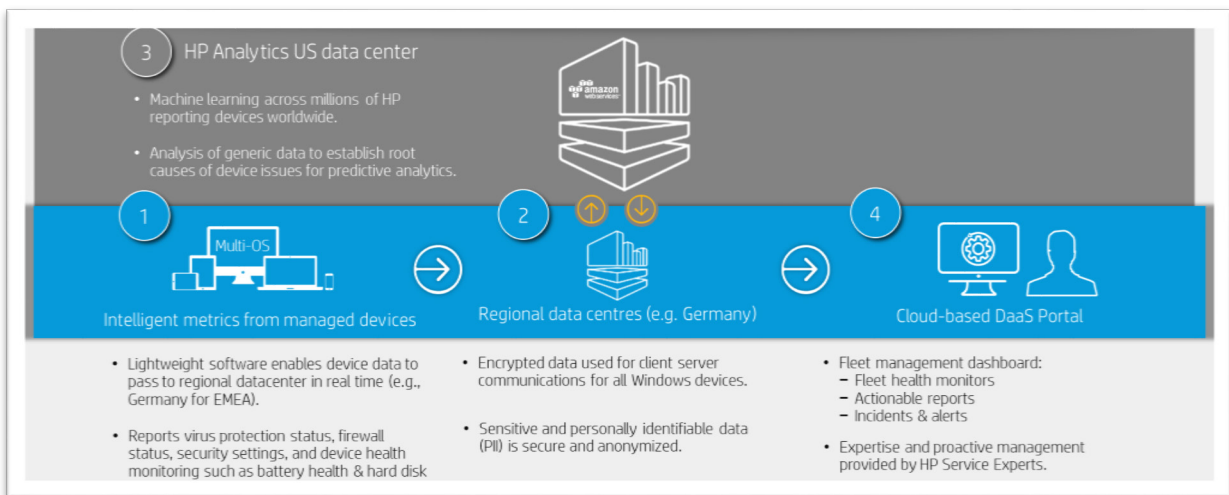 3 HP Analytics US data center
• Machine learning across millions of HP
reporting devices worldwide.
• Analysis of generic data to establish root
causes of device issues for predictive analytics.
amazon
webservices
1
Multi-OS
Intelligent metrics from managed devices
2
Regional data centres (e.g. Germany)
4
Cloud-based DaaS Portal
• Lightweight software enables device data to
pass to regional datacenter in real time (e.g.,
Germany for EMEA).
• Reports virus protection status, firewall
status, security settings, and device health
monitoring such as battery health & hard disk
• Encrypted data used for client server
communications for all Windows devices.
• Sensitive and personally identifiable data
(PII) is secure and anonymized.
• Fleet management dashboard:
– Fleet health monitors
– Actionable reports
– Incidents & alerts
• Expertise and proactive management
provided by HP Service Experts.